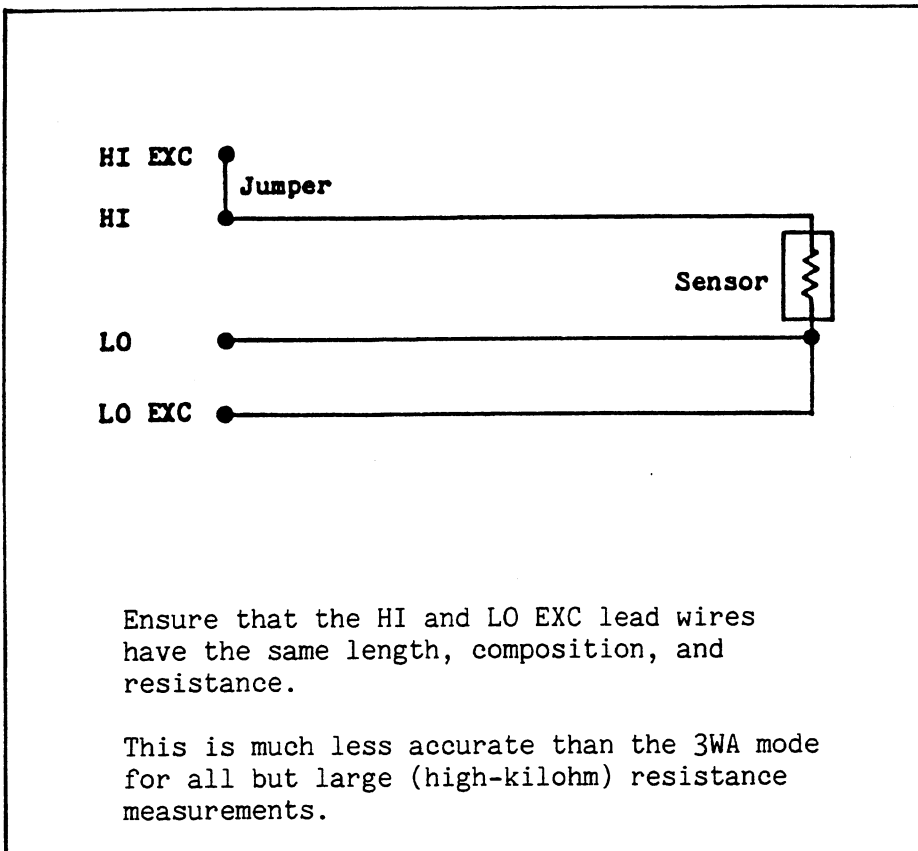 HI EXC
Jumper
HI
Sensor
LO
LO EXC
Ensure that the HI and LO EXC lead wires
have the same length, composition, and
resistance.
This is much less accurate than the 3WA mode
for all but large (high-kilohm) resistance
measurements.